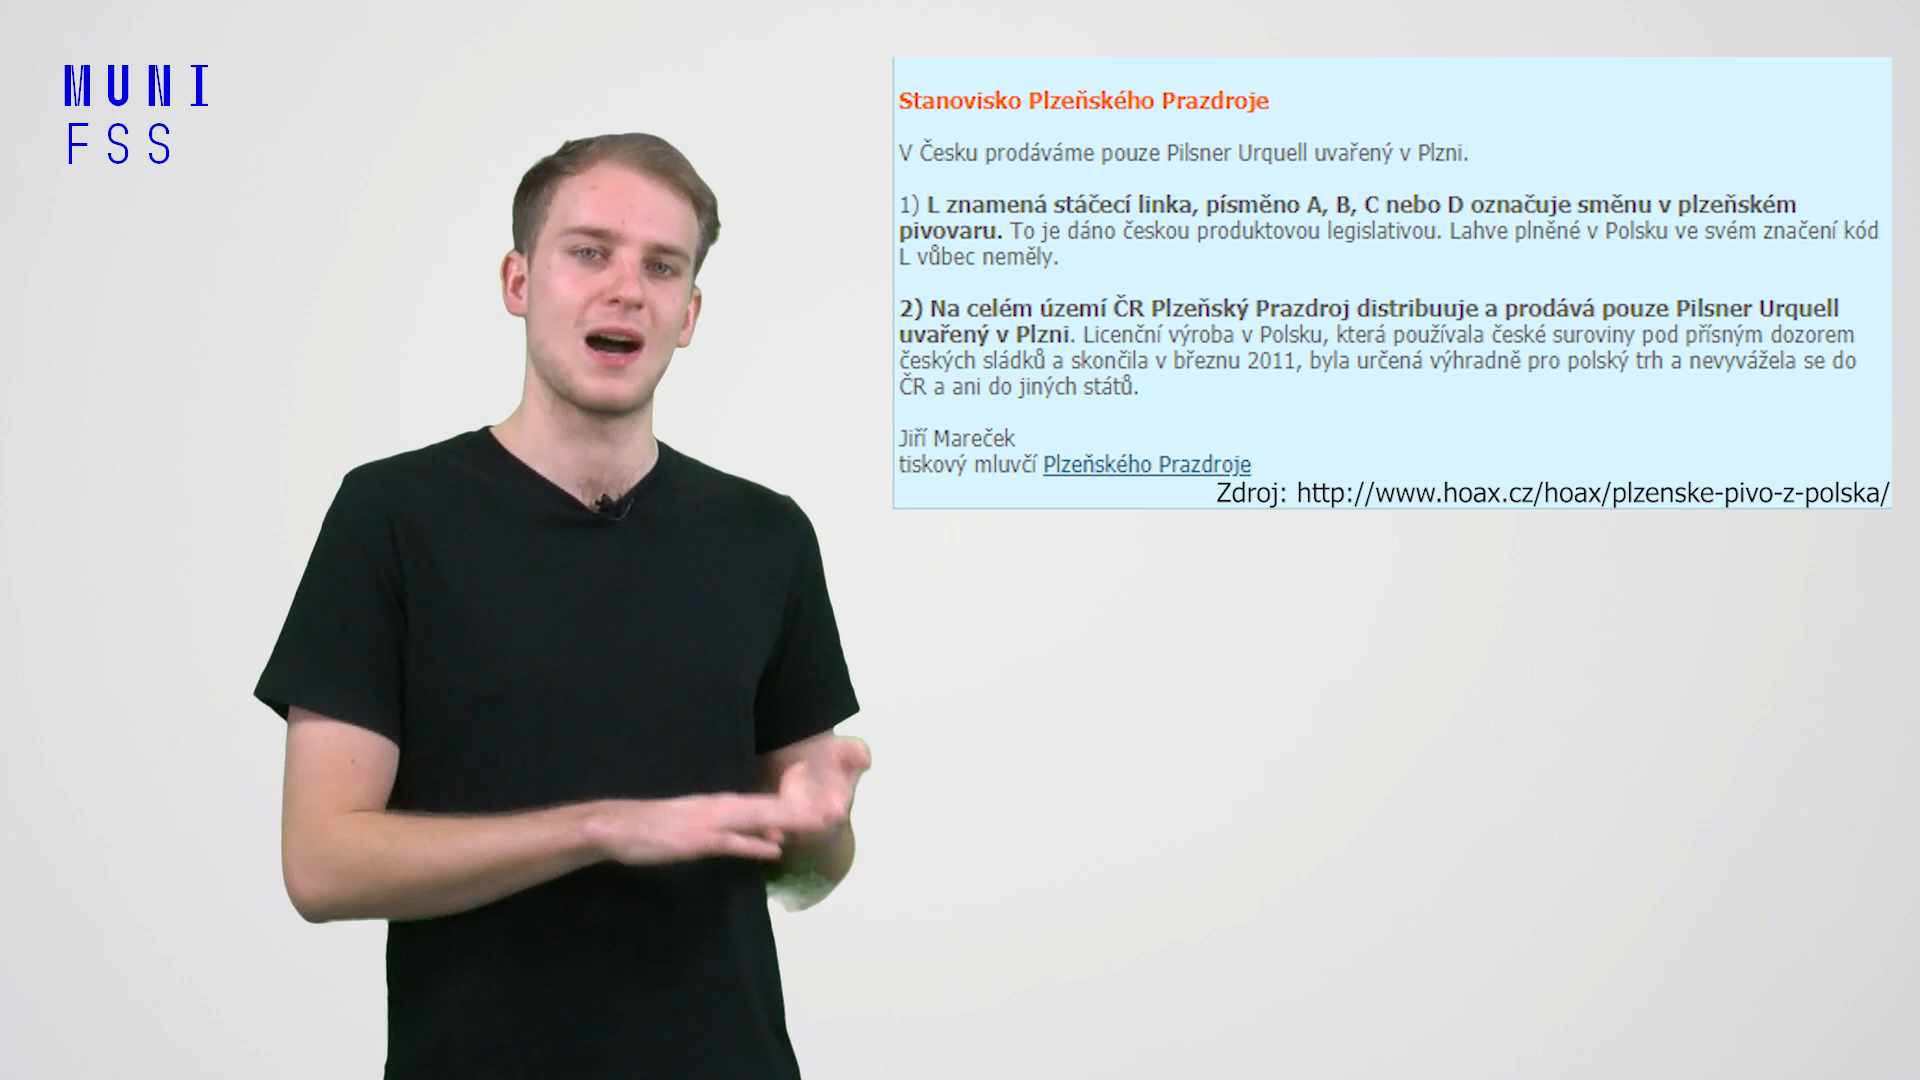 MUNI
FSS
Stanovisko Plzeňského Prazdroje
V Česku prodáváme pouze Pilsner Urquell uvařený v Plzni.
1) L znamená stáčecí linka, písměno A, B, C nebo D označuje směnu v plzeňském
pivovaru. To je dáno českou produktovou legislativou. Lahve plněné v Polsku ve svém značení kód
L vůbec neměly.
2) Na celém území ČR Plzeňský Prazdroj distribuuje a prodává pouze Pilsner Urquell
uvařený v Plzni. Licenční výroba v Polsku, která používala české suroviny pod přísným dozorem
českých sládků a skončila v březnu 2011, byla určená výhradně pro polský trh a nevyvážela se do
ČR a ani do jiných států.
Jiří Mareček
tiskový mluvčí Plzeňského Prazdroje
Zdroj: http://www.hoax.cz/hoax/plzenske-pivo-z-polska/